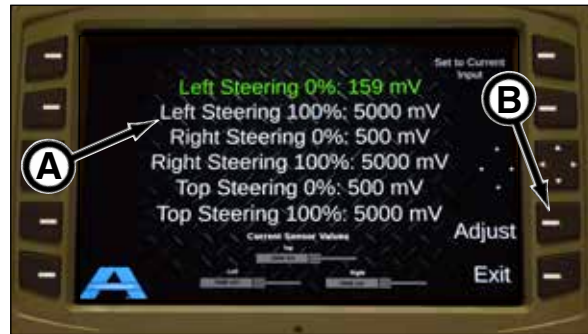 Set to Current
Input
Left Steering 0%: 159 mV
Left Steering 100%: 5000 mV
Right Steering 0%: 500 mV
Right Steering 100%: 5000 mV
Top Steering 0%: 500 mV
Top Steering 100%: 5000 mV
Current Sensor Values
Top
Left
Right
Adjust
Exit
A
B